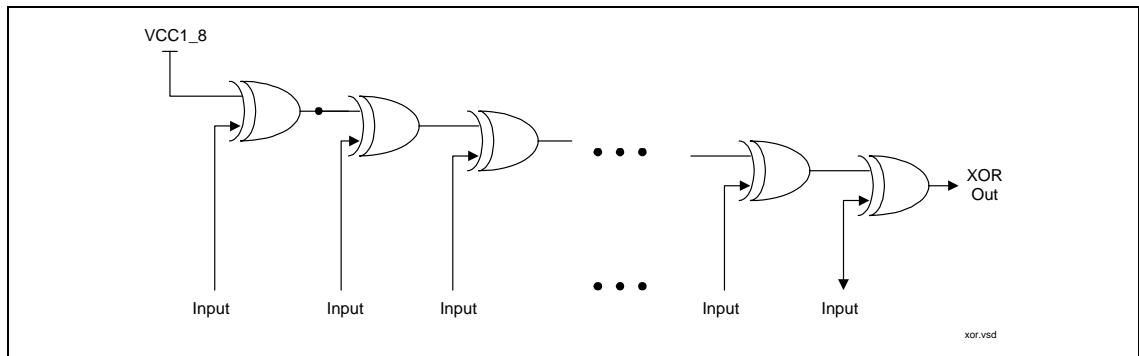 VCC1_8
XOR
Out
Input
Input
Input
Input
Input
xor.vsd